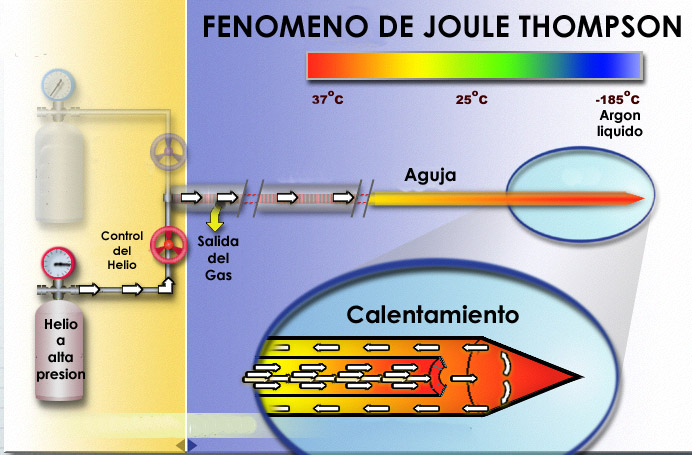 FENOMENO DE JOULE THOMPSON
37°C
25°C
-185°C
Argon
liquido
Aguja
Control
del
Helio
Salida
del
Gas
Helio
a
alta
presion
Calentamiento